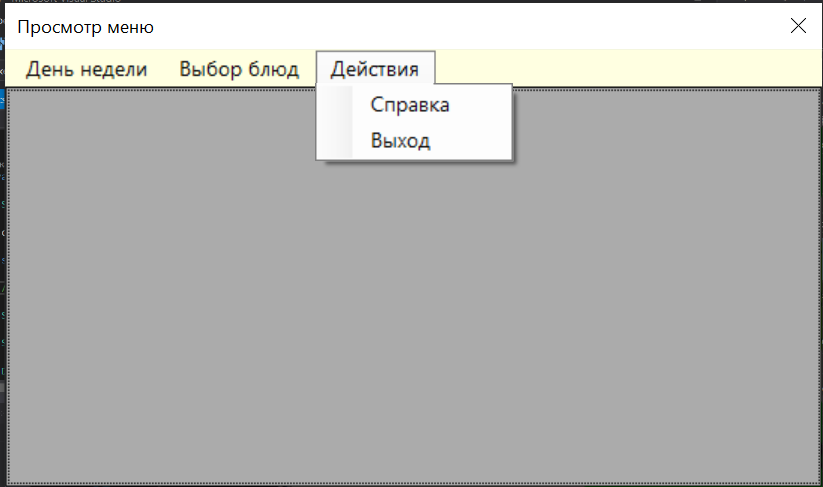 Просмотр меню
День недели Выбор блюд Действия
Справка
Выход